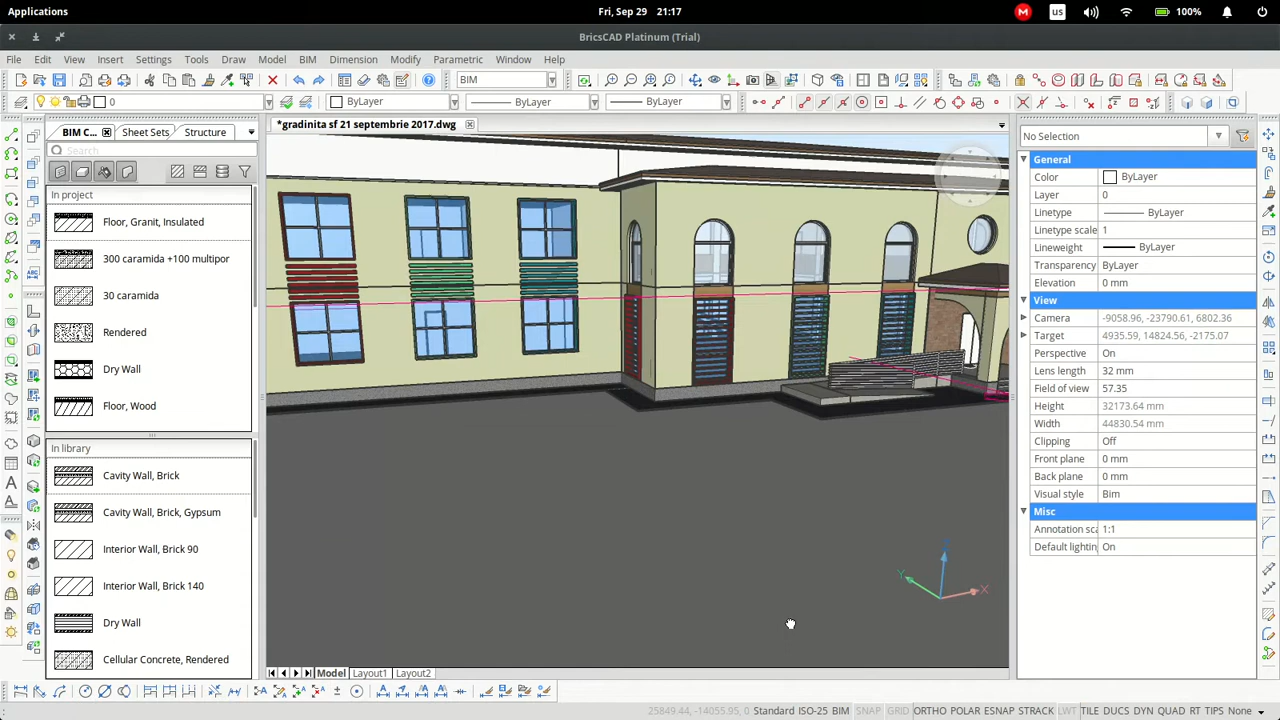 Applications
Fri, Sep 29 21:17
M
us
100%
BricsCAD Platinum (Trial)
File Edit View Insert Settings Tools Draw Model BIM Dimension Modify Parametric Window Help
BIM
0
ByLayer
ByLayer
ByLayer
BIM C...
Sheet Sets
Structure
*gradinita sf 21 septembrie 2017.dwg
Search
In project
Floor, Granit, Insulated
300 caramida +100 multipor
30 caramida
Rendered
Dry Wall
Floor, Wood
In library
Cavity Wall, Brick
Cavity Wall, Brick, Gypsum
Interior Wall, Brick 90
Interior Wall, Brick 140
Dry Wall
Cellular Concrete, Rendered
Z
Y
X
No Selection
General
Color ByLayer
Layer 0
Linetype ByLayer
Linetype scale 1
Lineweight ByLayer
Transparency ByLayer
Elevation 0 mm
View
Camera -9058.96, -23790.61, 6802.36
Target 4935.59, 14824.56, -2175.07
Perspective On
Lens length 32 mm
Field of view 57.35
Height 32173.64 mm
Width 44830.54 mm
Clipping Off
Front plane 0 mm
Back plane 0 mm
Visual style Bim
Misc
Annotation sca 1:1
Default lightin On
Model Layout1 Layout2
25849.44, -14055.95, 0 Standard ISO-25 BIM SNAP GRID ORTHO POLAR ESNAP STRACK LWT TILE DUCS DYN QUAD RT TIPS None